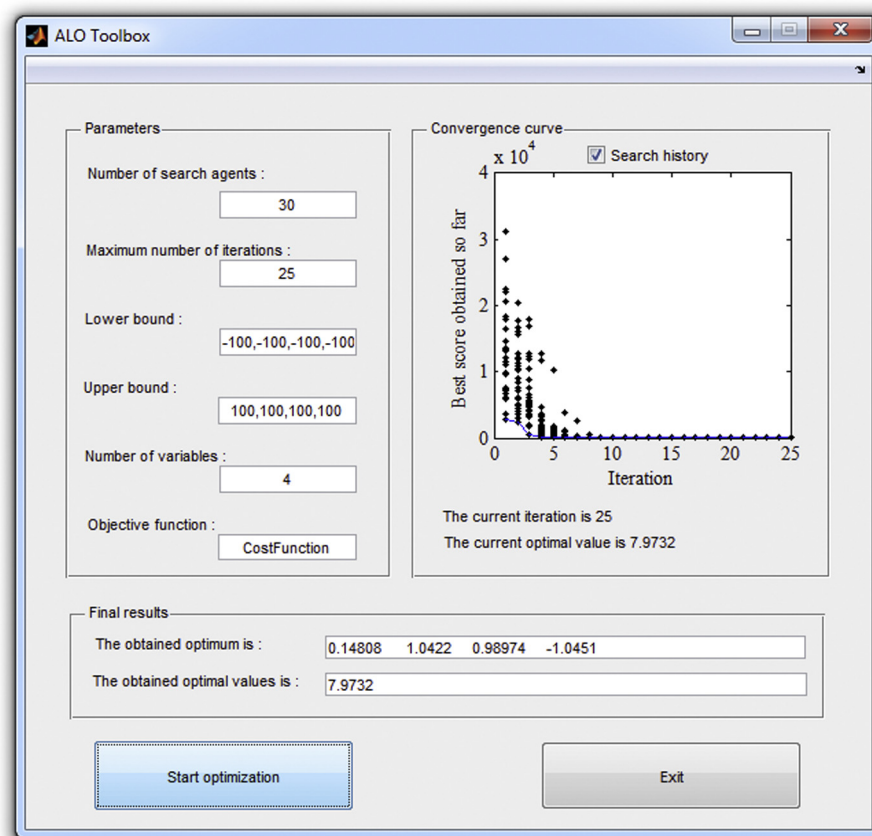 ALO Toolbox
Parameters
Number of search agents :
30
Maximum number of iterations :
25
Lower bound :
-100,-100,-100,-100
Upper bound :
100,100,100,100
Number of variables :
4
Objective function :
CostFunction
Convergence curve
x 10^4
Search history
Best score obtained so far
4
3
2
1
0
0 5 10 15 20 25
Iteration
The current iteration is 25
The current optimal value is 7.9732
Final results
The obtained optimum is :
0.14808 1.0422 0.98974 -1.0451
The obtained optimal values is :
7.9732
Start optimization
Exit